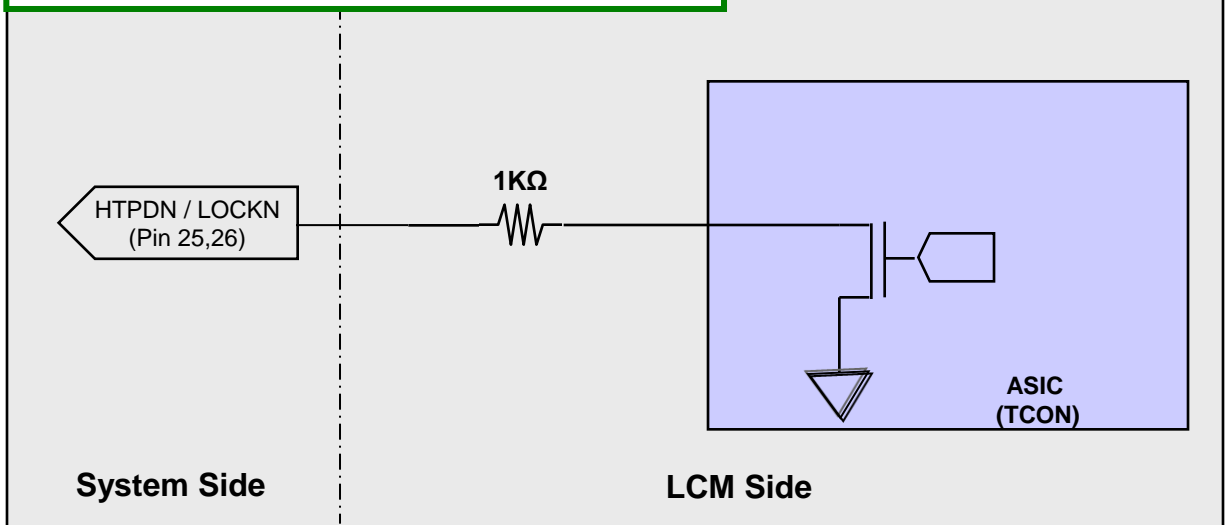 1KΩ
HTPDN / LOCKN
(Pin 25,26)
ASIC
(TCON)
System Side
LCM Side